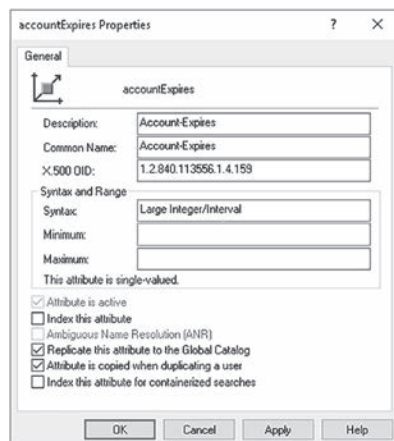 accountExpires Properties ? ×
General
accountExpires
Description: Account-Expires
Common Name: Account-Expires
X.500 OID: 1.2.840.113556.1.4.159
Syntax and Range
Syntax: Large Integer/Interval
Minimum:
Maximum:
This attribute is single-valued.
Attribute is active
Index this attribute
Ambiguous Name Resolution (ANR)
Replicate this attribute to the Global Catalog
Attribute is copied when duplicating a user
Index this attribute for containerized searches
OK Cancel Apply Help